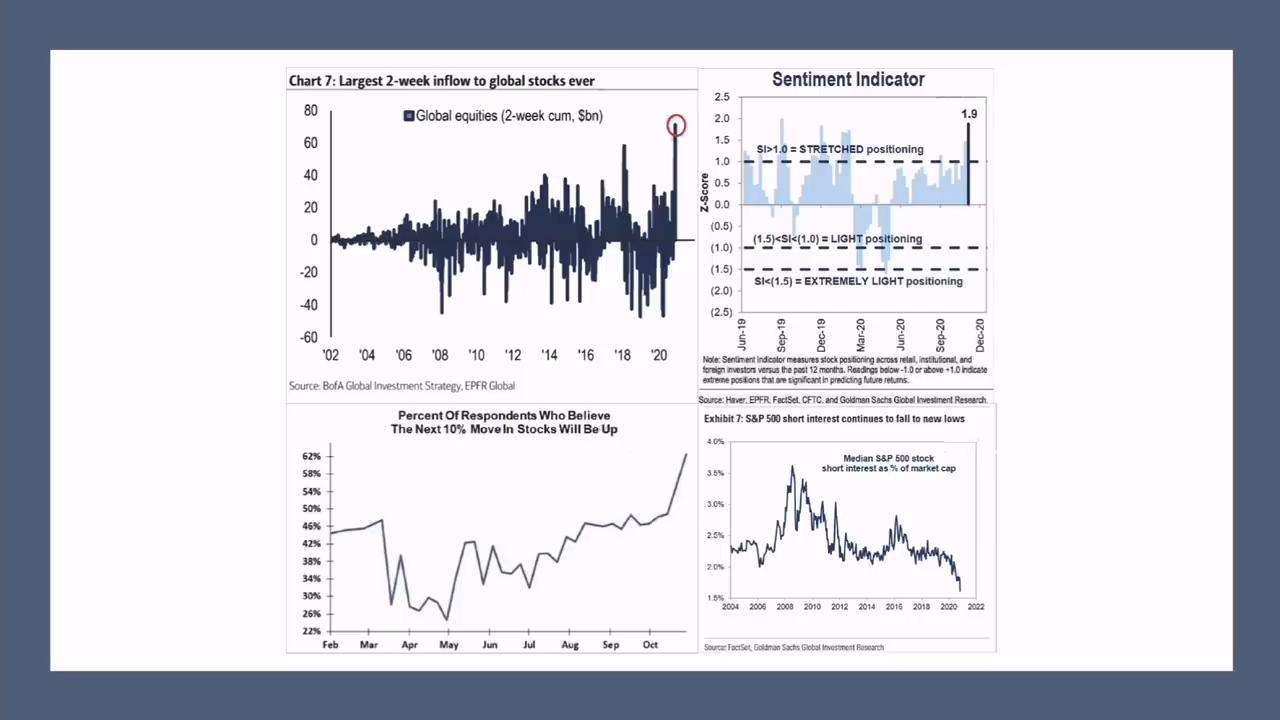 Chart 7: Largest 2-week inflow to global stocks ever
Global equities (2-week cum, $bn)
80
60
40
20
0
-20
-40
-60
'02 '04 '06 '08 '10 '12 '14 '16 '18 '20
Source: BofA Global Investment Strategy, EPFR Global
Sentiment Indicator
Z-Score
2.5
2.0
1.5
1.0
0.5
0.0
(0.5)
(1.0)
(1.5)
(2.0)
(2.5)
1.9
SI>1.0 = STRETCHED positioning
(1.5)<SI<(1.0) = LIGHT positioning
SI<(1.5) = EXTREMELY LIGHT positioning
Jun-19 Sep-19 Dec-19 Mar-20 Jun-20 Sep-20 Dec-20
Note: Sentiment Indicator measures stock positioning across retail, institutional, and
foreign investors versus the past 12 months. Readings below -1.0 or above +1.0 indicate
extreme positions that are significant in predicting future returns.
Source: Haver, EPFR, FactSet, CFTC, and Goldman Sachs Global Investment Research.
Percent Of Respondents Who Believe
The Next 10% Move In Stocks Will Be Up
62%
58%
54%
50%
46%
42%
38%
34%
30%
26%
22%
Feb Mar Apr May Jun Jul Aug Sep Oct
Exhibit 7: S&P 500 short interest continues to fall to new lows
Median S&P 500 stock
short interest as % of market cap
4.0%
3.5%
3.0%
2.5%
2.0%
1.5%
2004 2006 2008 2010 2012 2014 2016 2018 2020 2022
Source: FactSet, Goldman Sachs Global Investment Research